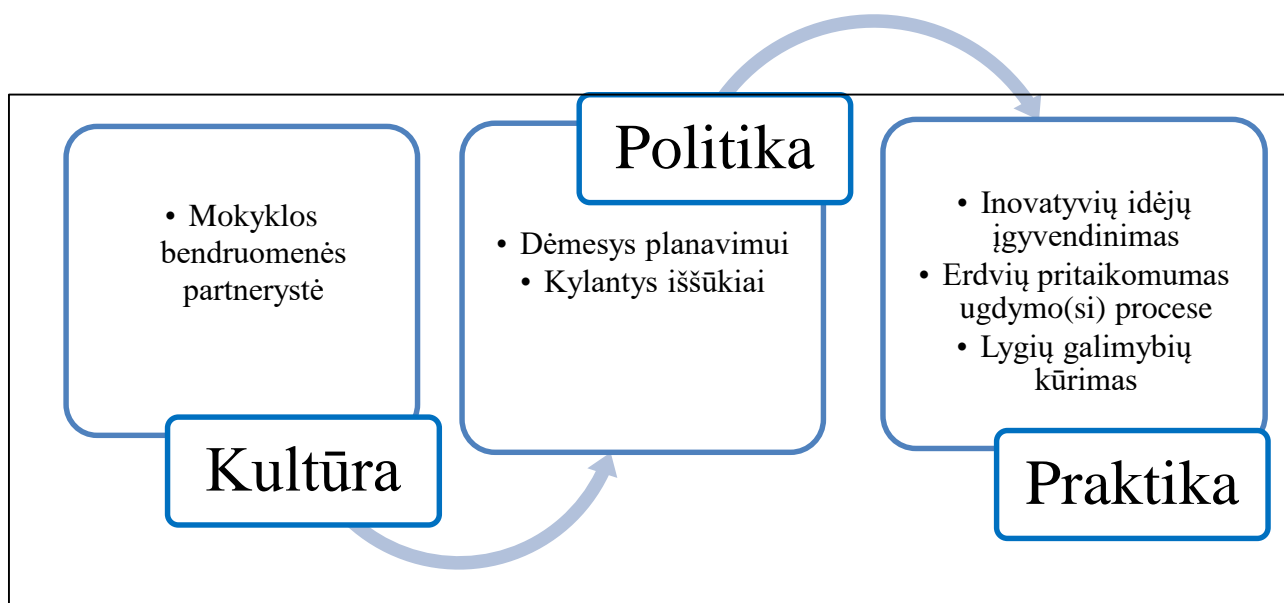 • Mokyklos
bendruomenės
partnerystė
Kultūra
Politika
• Dėmesys planavimui
• Kylantys iššūkiai
• Inovatyvių idėjų
įgyvendinimas
• Erdvių pritaikomumas
ugdymo(si) procese
• Lygių galimybių
kūrimas
Praktika